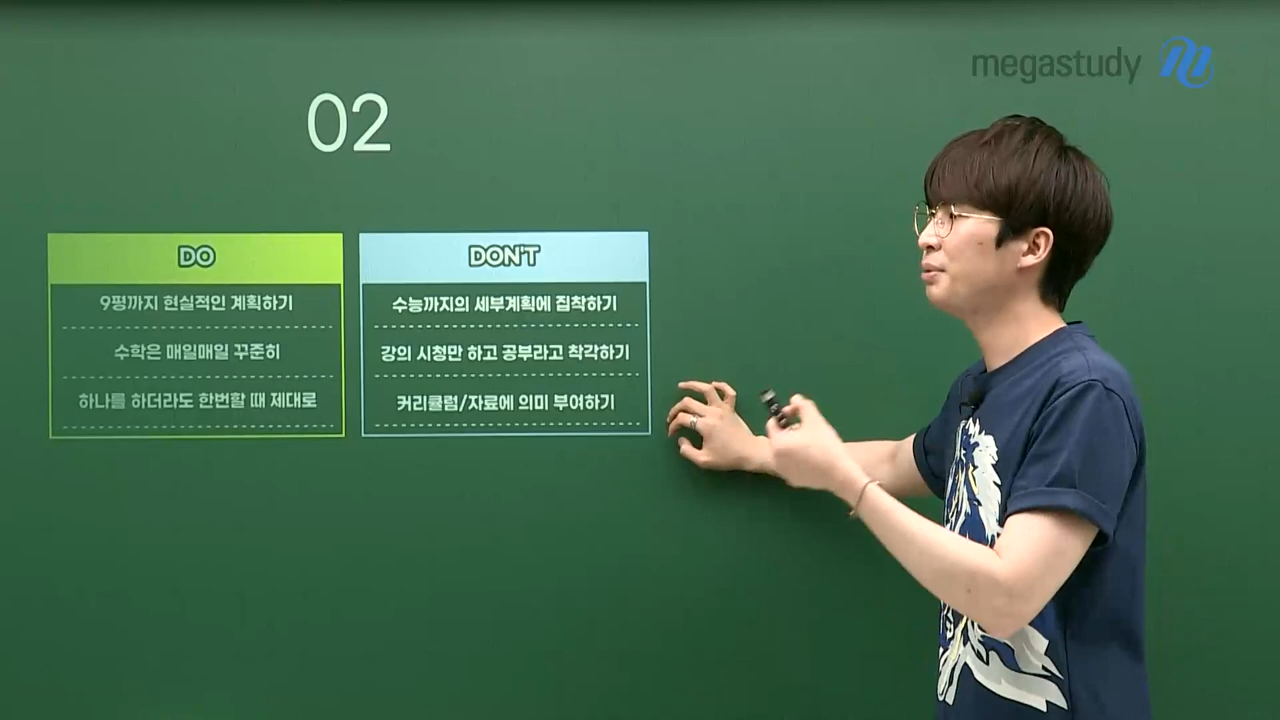 megastudy
02
DO
9평까지 현실적인 계획하기
수학은 매일매일 꾸준히
하나를 하더라도 한번할 때 제대로
DON'T
수능까지의 세부계획에 집착하기
강의 시청만 하고 공부라고 착각하기
커리큘럼/자료에 의미 부여하기